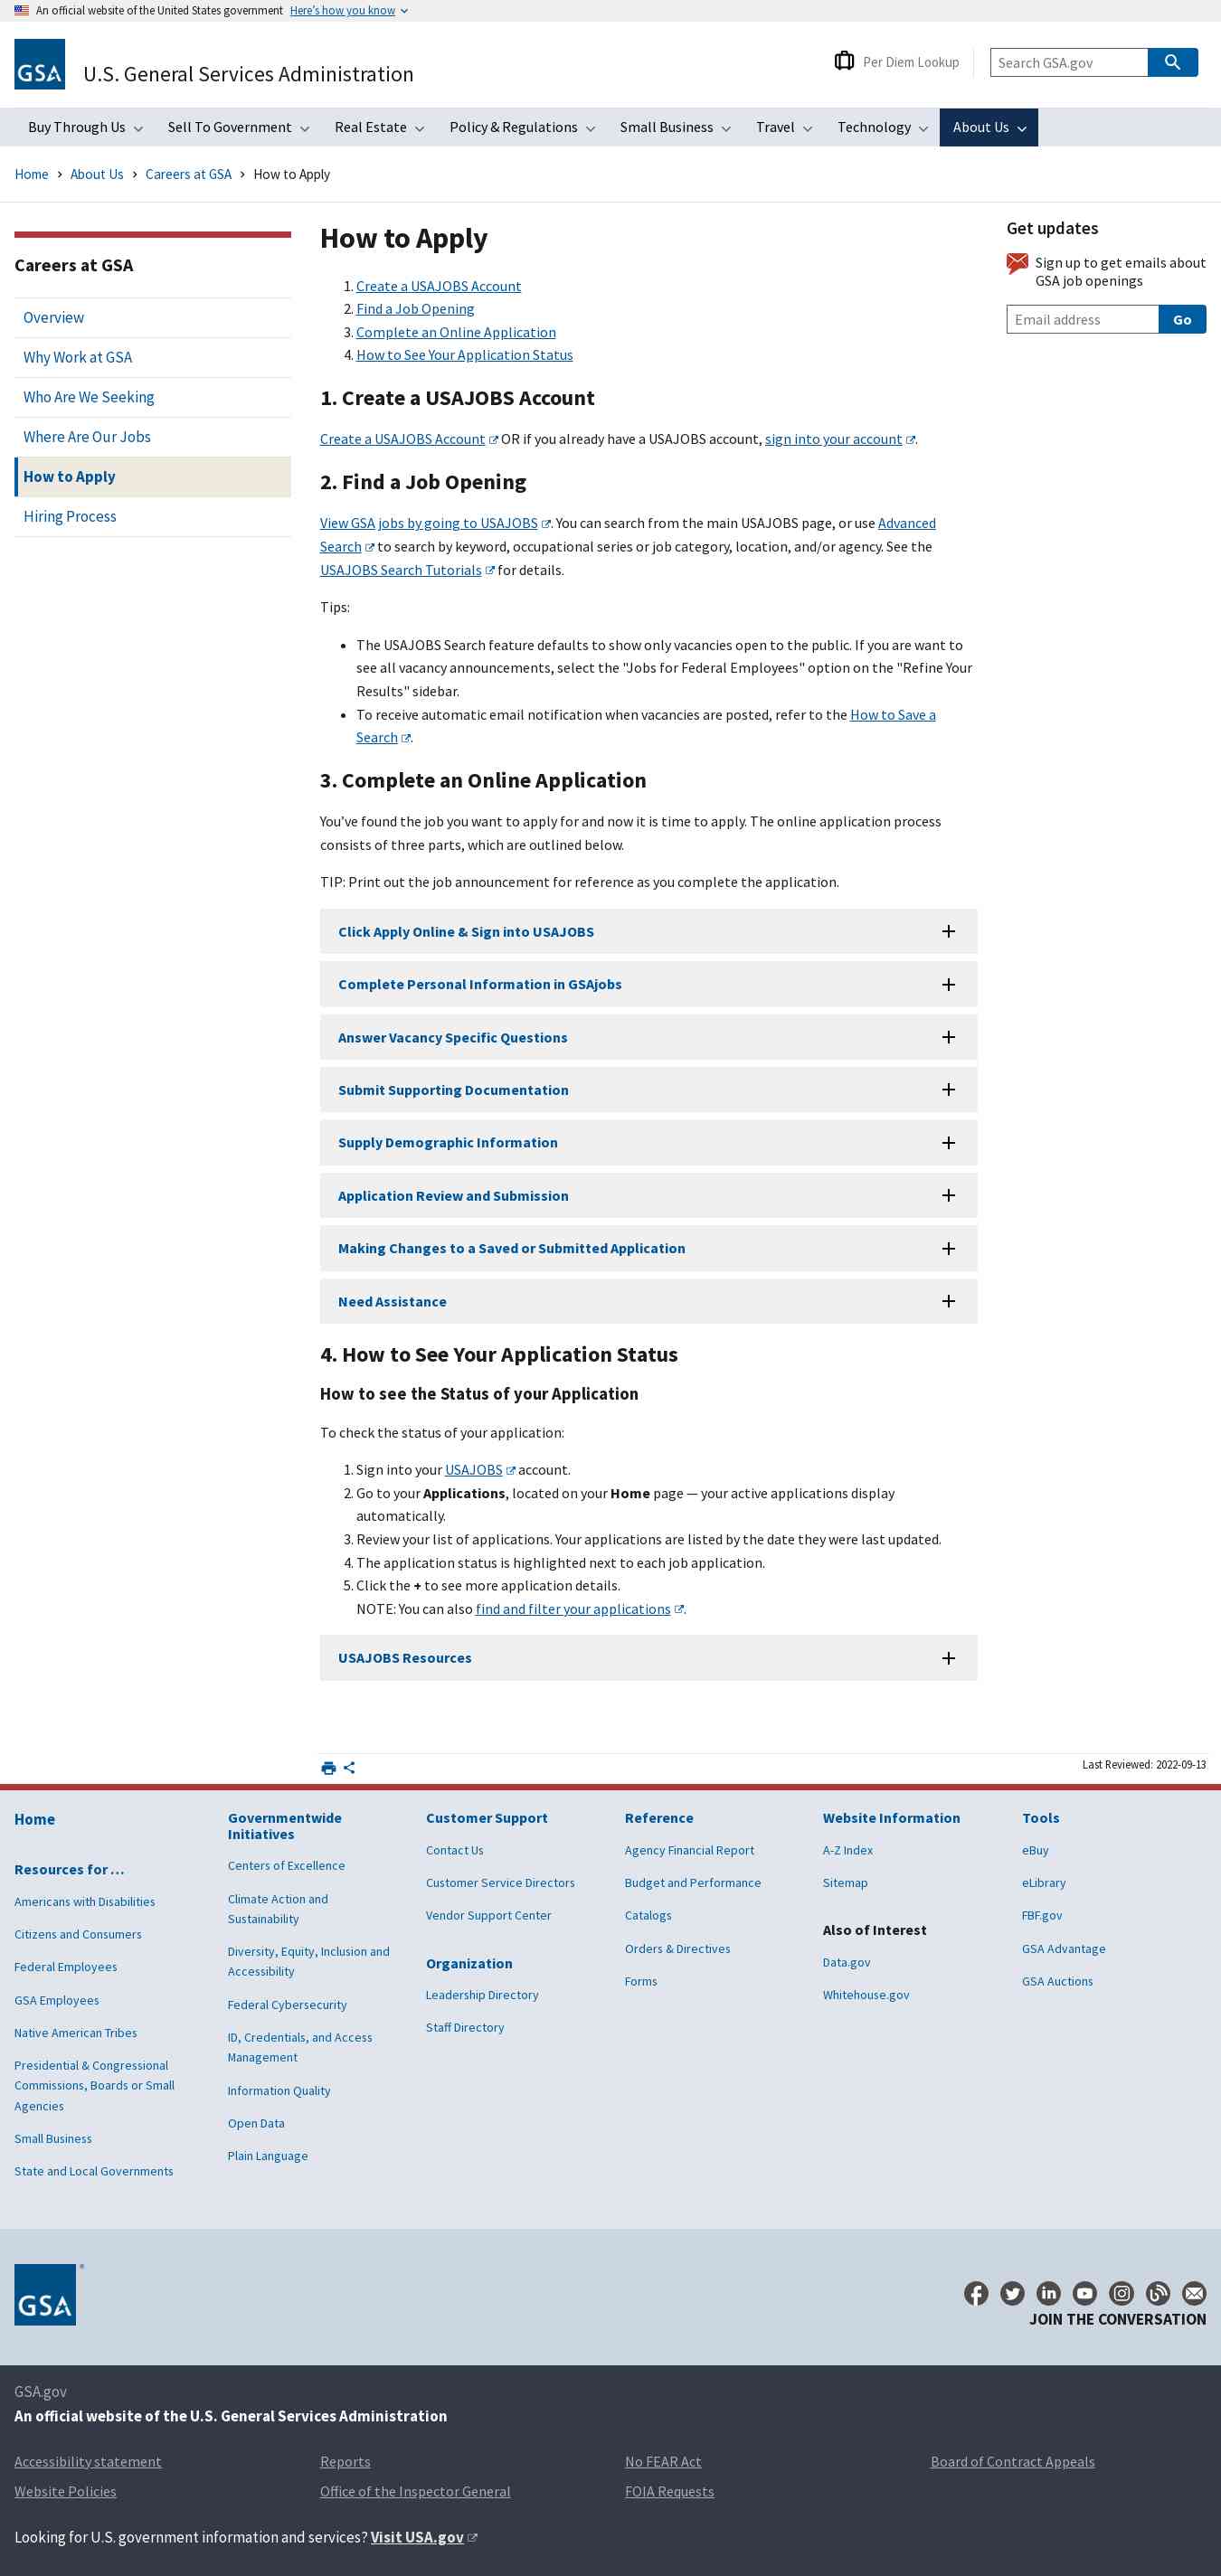 An official website of the United States government Here’s how you know
GSA U.S. General Services Administration
Per Diem Lookup
Search GSA.gov
Buy Through Us Sell To Government Real Estate Policy & Regulations Small Business Travel Technology About Us
Home › About Us › Careers at GSA › How to Apply
Careers at GSA
Overview
Why Work at GSA
Who Are We Seeking
Where Are Our Jobs
How to Apply
Hiring Process
How to Apply
1. Create a USAJOBS Account
2. Find a Job Opening
3. Complete an Online Application
4. How to See Your Application Status
1. Create a USAJOBS Account
Create a USAJOBS Account OR if you already have a USAJOBS account, sign into your account.
2. Find a Job Opening
View GSA jobs by going to USAJOBS. You can search from the main USAJOBS page, or use Advanced
Search to search by keyword, occupational series or job category, location, and/or agency. See the
USAJOBS Search Tutorials for details.
Tips:
• The USAJOBS Search feature defaults to show only vacancies open to the public. If you are want to
see all vacancy announcements, select the "Jobs for Federal Employees" option on the "Refine Your
Results" sidebar.
• To receive automatic email notification when vacancies are posted, refer to the How to Save a
Search.
3. Complete an Online Application
You’ve found the job you want to apply for and now it is time to apply. The online application process
consists of three parts, which are outlined below.
TIP: Print out the job announcement for reference as you complete the application.
Click Apply Online & Sign into USAJOBS
Complete Personal Information in GSAjobs
Answer Vacancy Specific Questions
Submit Supporting Documentation
Supply Demographic Information
Application Review and Submission
Making Changes to a Saved or Submitted Application
Need Assistance
4. How to See Your Application Status
How to see the Status of your Application
To check the status of your application:
1. Sign into your USAJOBS account.
2. Go to your Applications, located on your Home page — your active applications display
automatically.
3. Review your list of applications. Your applications are listed by the date they were last updated.
4. The application status is highlighted next to each job application.
5. Click the + to see more application details.
NOTE: You can also find and filter your applications.
USAJOBS Resources
Get updates
Sign up to get emails about
GSA job openings
Email address Go
Last Reviewed: 2022-09-13
Home
Resources for …
Americans with Disabilities
Citizens and Consumers
Federal Employees
GSA Employees
Native American Tribes
Presidential & Congressional
Commissions, Boards or Small
Agencies
Small Business
State and Local Governments
Governmentwide
Initiatives
Centers of Excellence
Climate Action and
Sustainability
Diversity, Equity, Inclusion and
Accessibility
Federal Cybersecurity
ID, Credentials, and Access
Management
Information Quality
Open Data
Plain Language
Customer Support
Contact Us
Customer Service Directors
Vendor Support Center
Organization
Leadership Directory
Staff Directory
Reference
Agency Financial Report
Budget and Performance
Catalogs
Orders & Directives
Forms
Website Information
A-Z Index
Sitemap
Also of Interest
Data.gov
Whitehouse.gov
Tools
eBuy
eLibrary
FBF.gov
GSA Advantage
GSA Auctions
GSA
JOIN THE CONVERSATION
GSA.gov
An official website of the U.S. General Services Administration
Accessibility statement Reports No FEAR Act Board of Contract Appeals
Website Policies Office of the Inspector General FOIA Requests
Looking for U.S. government information and services? Visit USA.gov